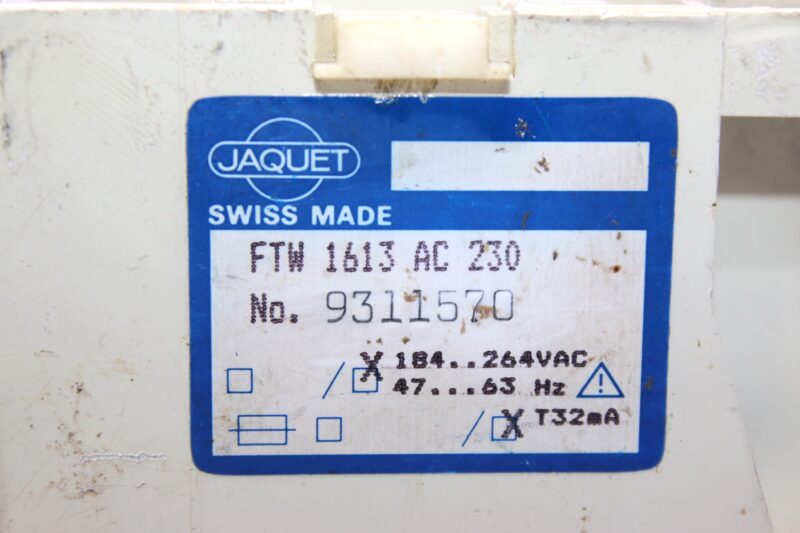 JAQUET
SWISS MADE
FTW 1613 AC 230
No. 9311570
/ X 184..264VAC
47...63 Hz
/ X T32mA